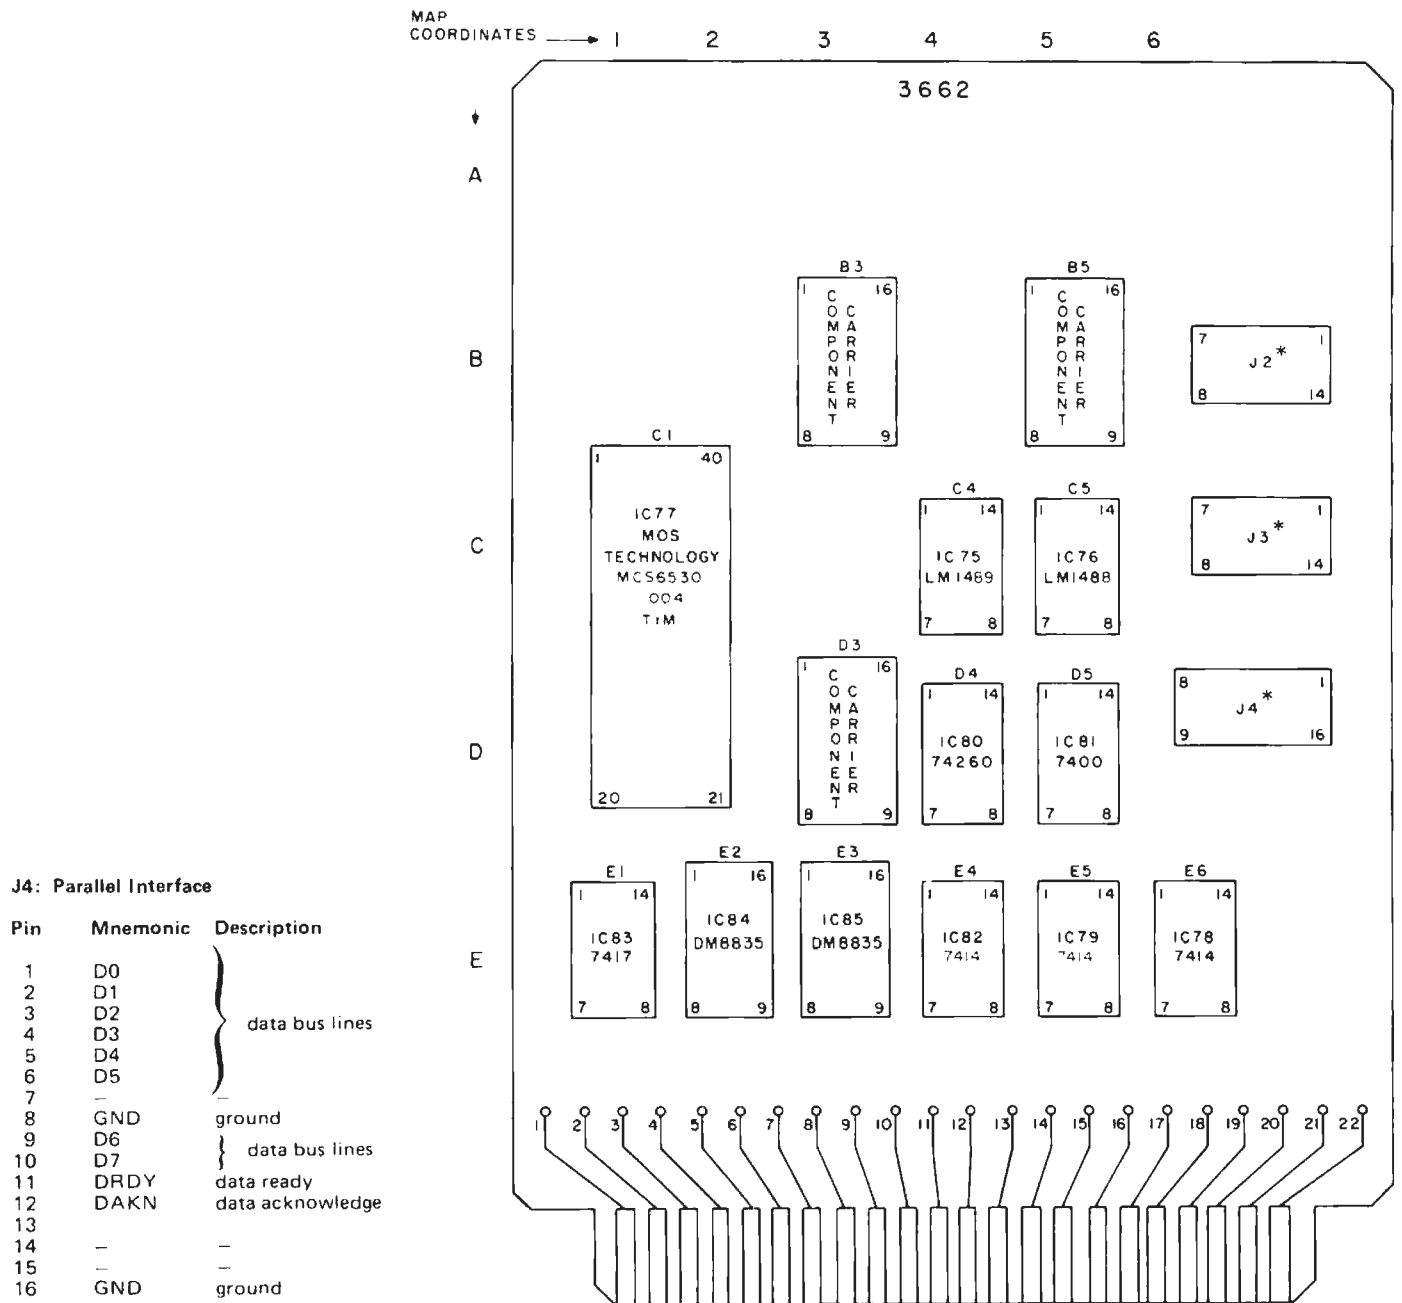 MAP
COORDINATES 1 2 3 4 5 6
3662
A
B
C
D
E
B3
1 16
COMPONENT
CARRIER
8 9
B5
1 16
COMPONENT
CARRIER
8 9
7 1
J2*
8 14
C1
1 40
IC77
MOS
TECHNOLOGY
MCS6530
004
TIM
20 21
C4
1 14
IC75
LM1489
7 8
C5
1 14
IC76
LM1488
7 8
7 1
J3*
8 14
D3
1 16
COMPONENT
CARRIER
8 9
D4
1 14
IC80
74260
7 8
D5
1 14
IC81
7400
7 8
8 1
J4*
9 16
E1
1 14
IC83
7417
7 8
E2
1 16
IC84
DM8835
8 9
E3
1 16
IC85
DM8835
8 9
E4
1 14
IC82
7414
7 8
E5
1 14
IC79
7414
7 8
E6
1 14
IC78
7414
7 8
1 2 3 4 5 6 7 8 9 10 11 12 13 14 15 16 17 18 19 20 21 22
J4: Parallel Interface
Pin Mnemonic Description
1 D0
2 D1
3 D2
4 D3
data bus lines
5 D4
6 D5
7 – –
8 GND ground
9 D6
data bus lines
10 D7
11 DRDY data ready
12 DAKN data acknowledge
13
14 – –
15 – –
16 GND ground